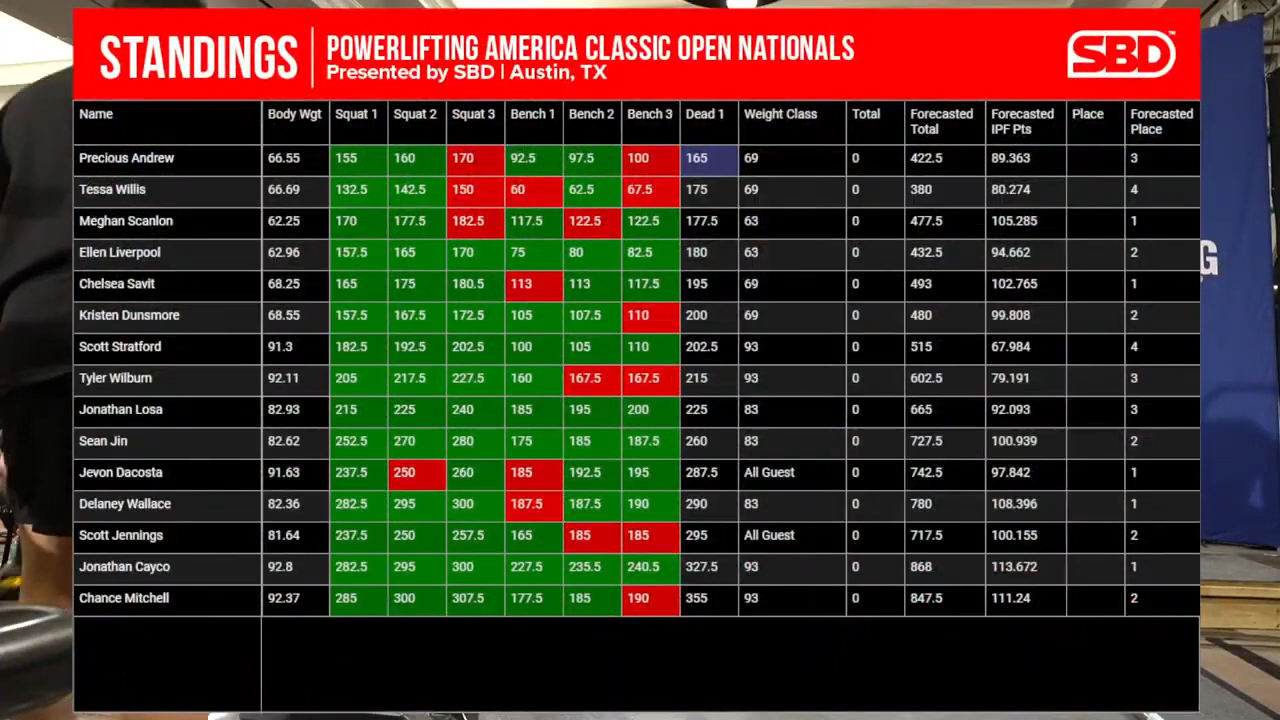 STANDINGS
POWERLIFTING AMERICA CLASSIC OPEN NATIONALS
Presented by SBD | Austin, TX
SBD™
Name Body Wgt Squat 1 Squat 2 Squat 3 Bench 1 Bench 2 Bench 3 Dead 1 Weight Class Total Forecasted Total Forecasted IPF Pts Place Forecasted Place
Precious Andrew 66.55 155 160 170 92.5 97.5 100 165 69 0 422.5 89.363 3
Tessa Willis 66.69 132.5 142.5 150 60 62.5 67.5 175 69 0 380 80.274 4
Meghan Scanlon 62.25 170 177.5 182.5 117.5 122.5 122.5 177.5 63 0 477.5 105.285 1
Ellen Liverpool 62.96 157.5 165 170 75 80 82.5 180 63 0 432.5 94.662 2
Chelsea Savit 68.25 165 175 180.5 113 113 117.5 195 69 0 493 102.765 1
Kristen Dunsmore 68.55 157.5 167.5 172.5 105 107.5 110 200 69 0 480 99.808 2
Scott Stratford 91.3 182.5 192.5 202.5 100 105 110 202.5 93 0 515 67.984 4
Tyler Wilburn 92.11 205 217.5 227.5 160 167.5 167.5 215 93 0 602.5 79.191 3
Jonathan Losa 82.93 215 225 240 185 195 200 225 83 0 665 92.093 3
Sean Jin 82.62 252.5 270 280 175 185 187.5 260 83 0 727.5 100.939 2
Jevon Dacosta 91.63 237.5 250 260 185 192.5 195 287.5 All Guest 0 742.5 97.842 1
Delaney Wallace 82.36 282.5 295 300 187.5 187.5 190 290 83 0 780 108.396 1
Scott Jennings 81.64 237.5 250 257.5 165 185 185 295 All Guest 0 717.5 100.155 2
Jonathan Cayco 92.8 282.5 295 300 227.5 235.5 240.5 327.5 93 0 868 113.672 1
Chance Mitchell 92.37 285 300 307.5 177.5 185 190 355 93 0 847.5 111.24 2